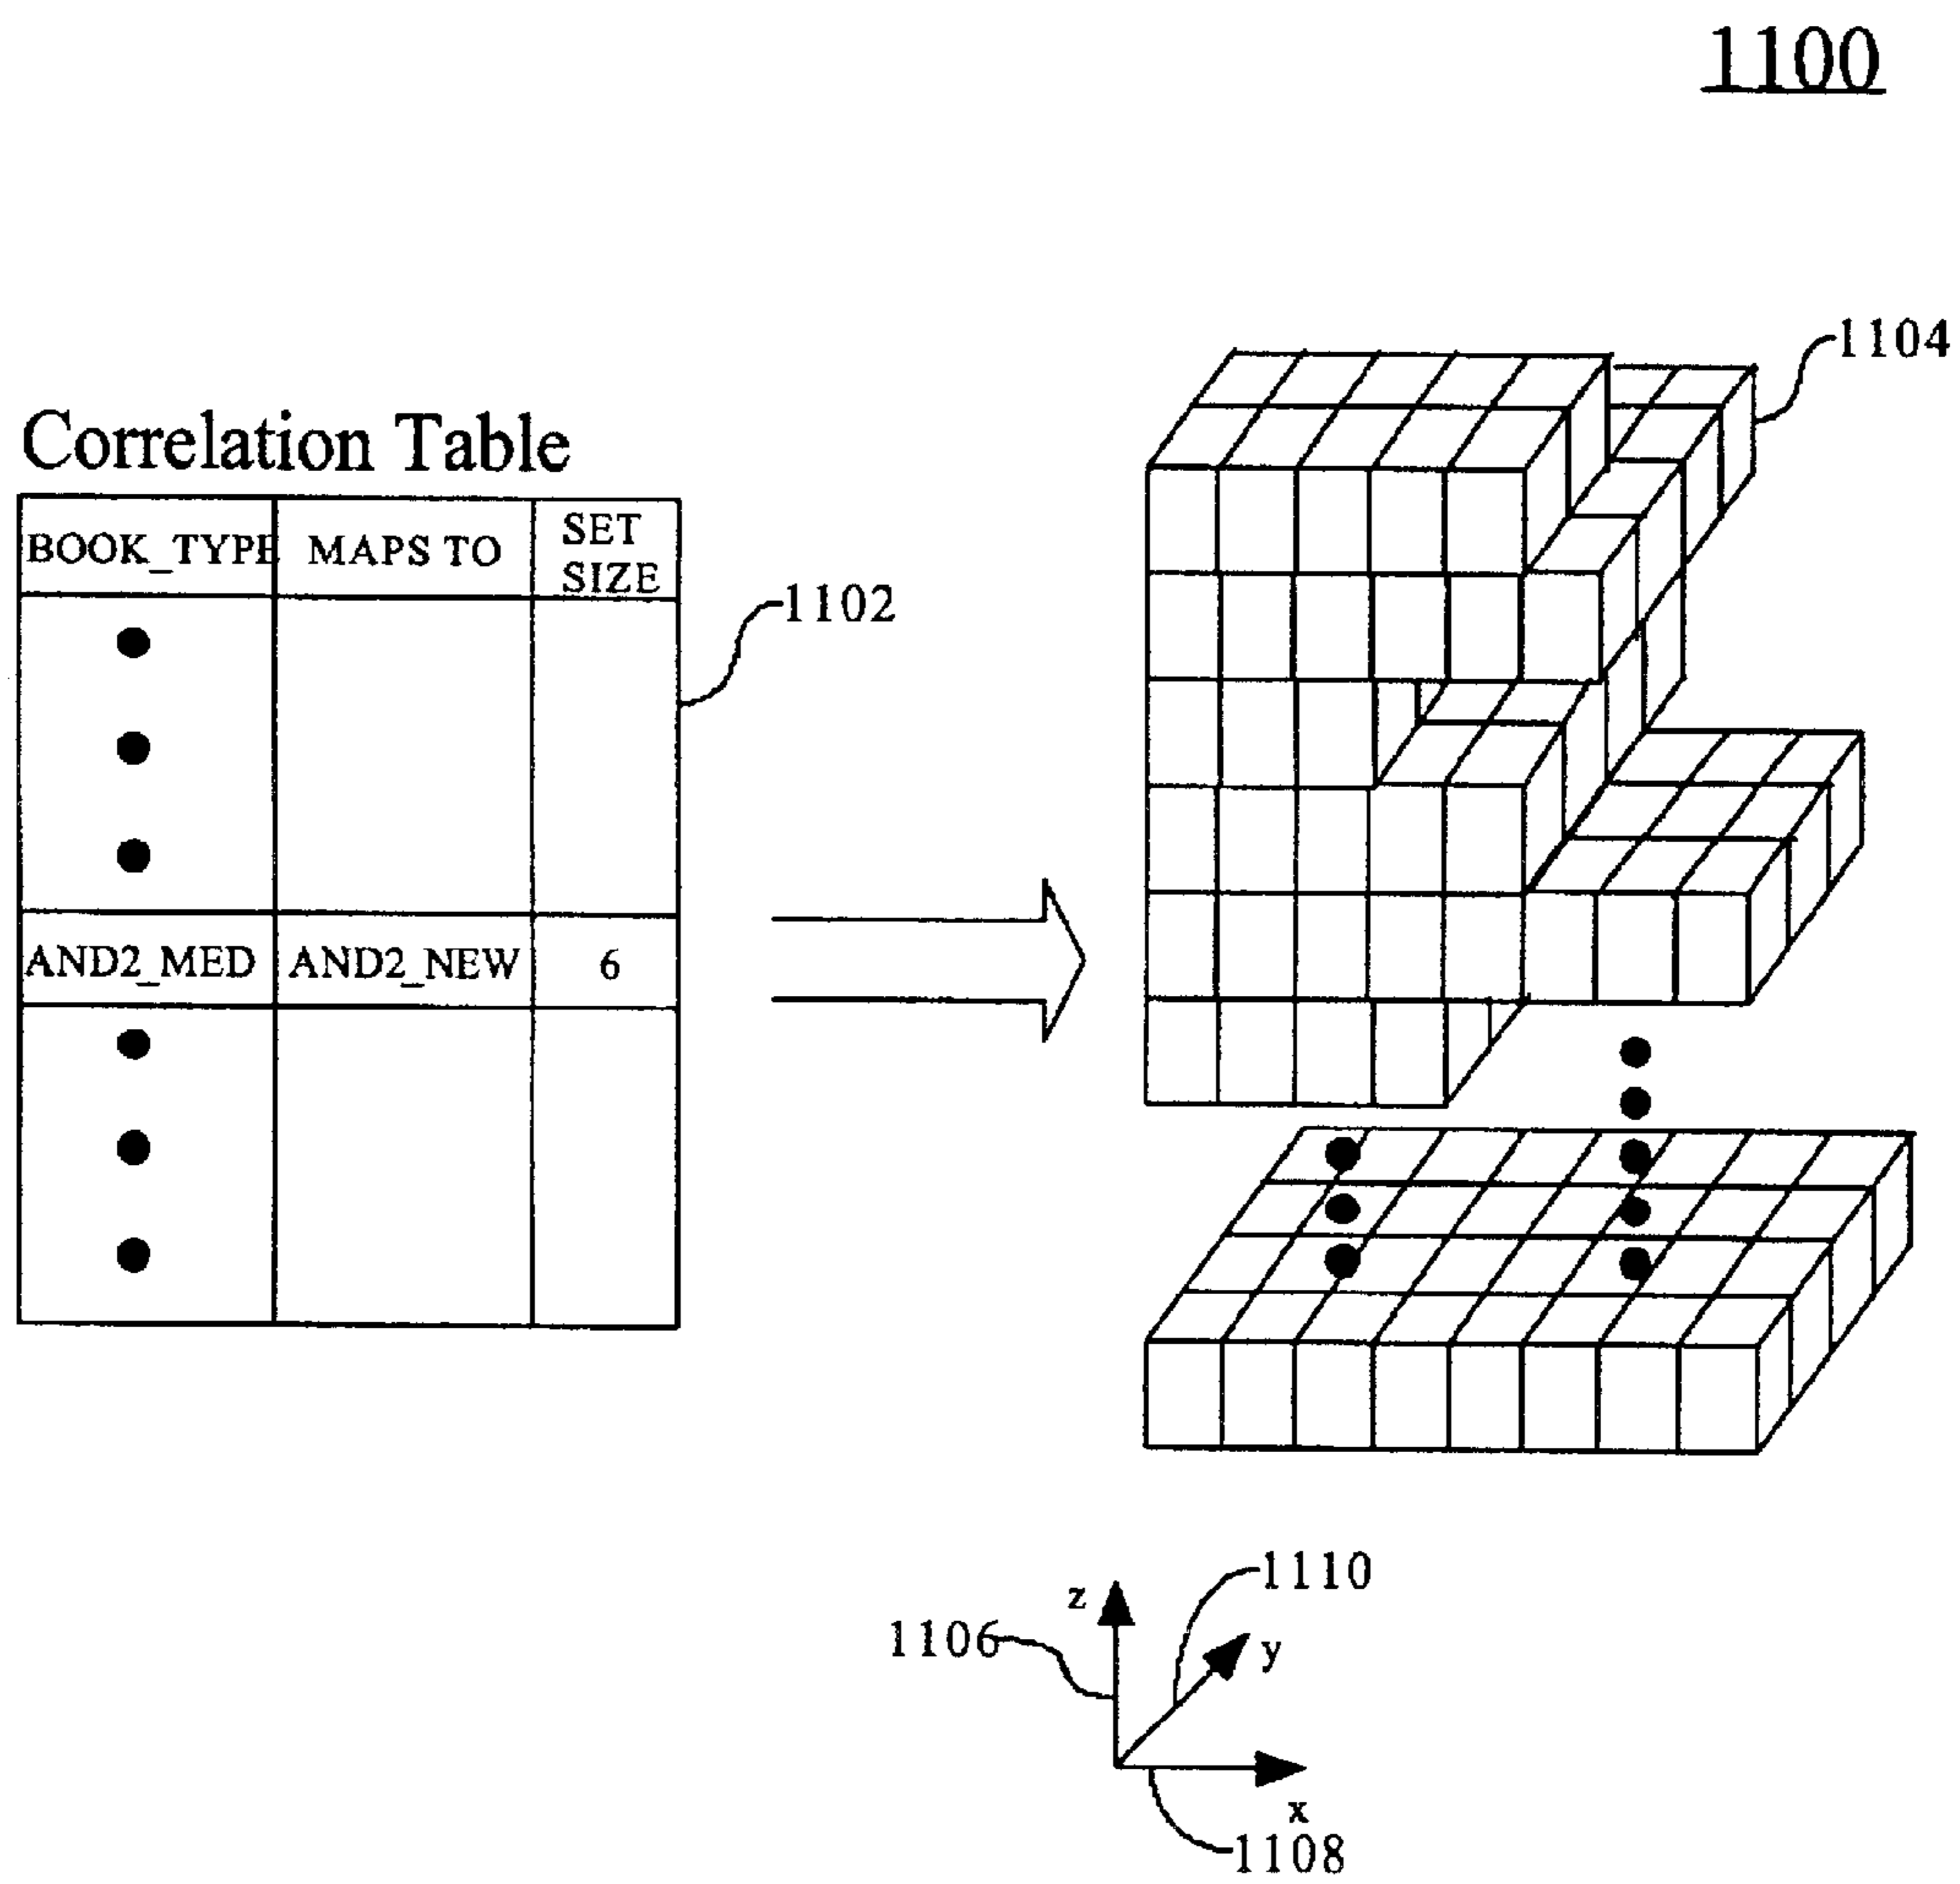 1100
1104
Correlation Table
BOOK_TYPE MAPS TO SET SIZE
1102
AND2_MED AND2_NEW 6
1110
z
1106
y
x
1108